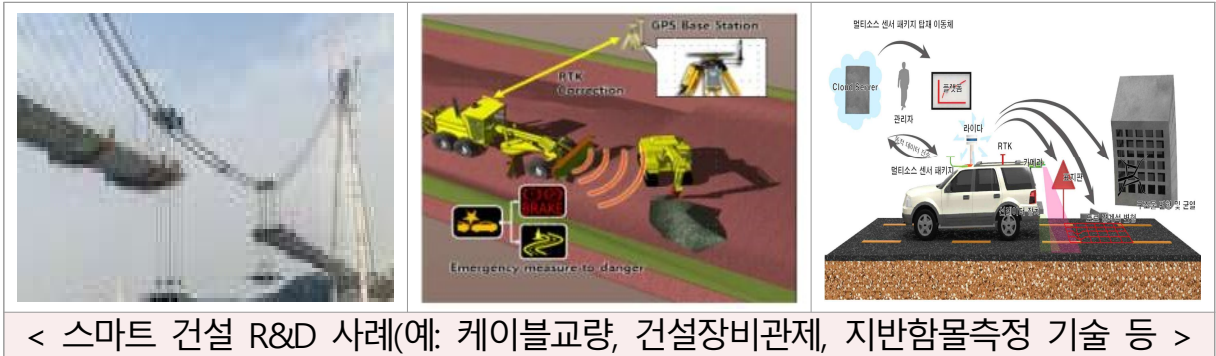 GPS Base Station
RTK
Correction
BRAKE
Emergency measure to danger
멀티소스 센서 패키지 탑재 이동체
Cloud Server
플랫폼
관리자
라이다
RTK
카메라
멀티소스 센서 패키지
< 스마트 건설 R&D 사례(예: 케이블교량, 건설장비관제, 지반함몰측정 기술 등 >